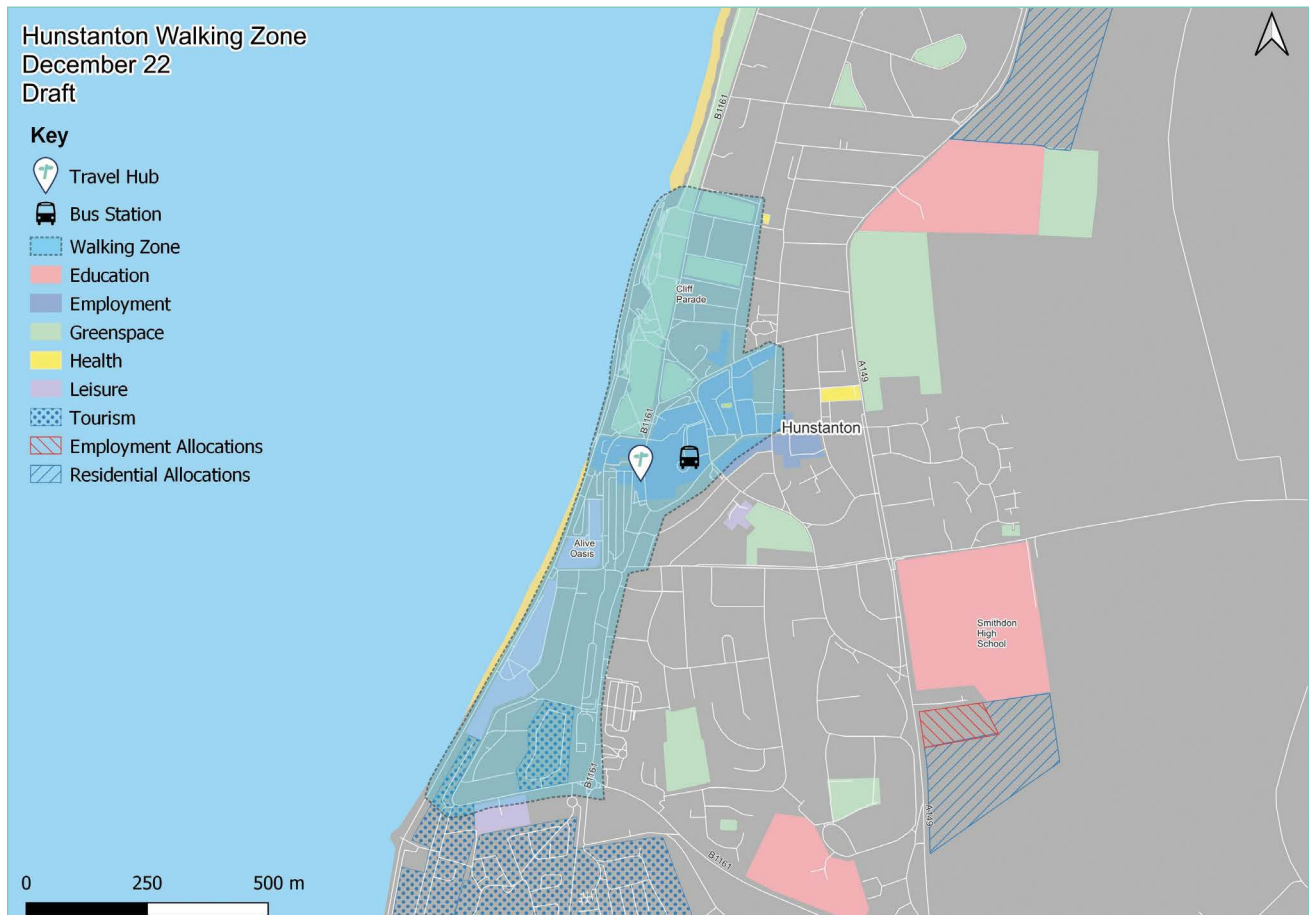 Hunstanton Walking Zone
December 22
Draft
Key
Travel Hub
Bus Station
Walking Zone
Education
Employment
Greenspace
Health
Leisure
Tourism
Employment Allocations
Residential Allocations
B1161
Cliff
Parade
A149
B1161
Hunstanton
Alive
Oasis
Smithdon
High
School
B1161
A149
B1161
0 250 500 m